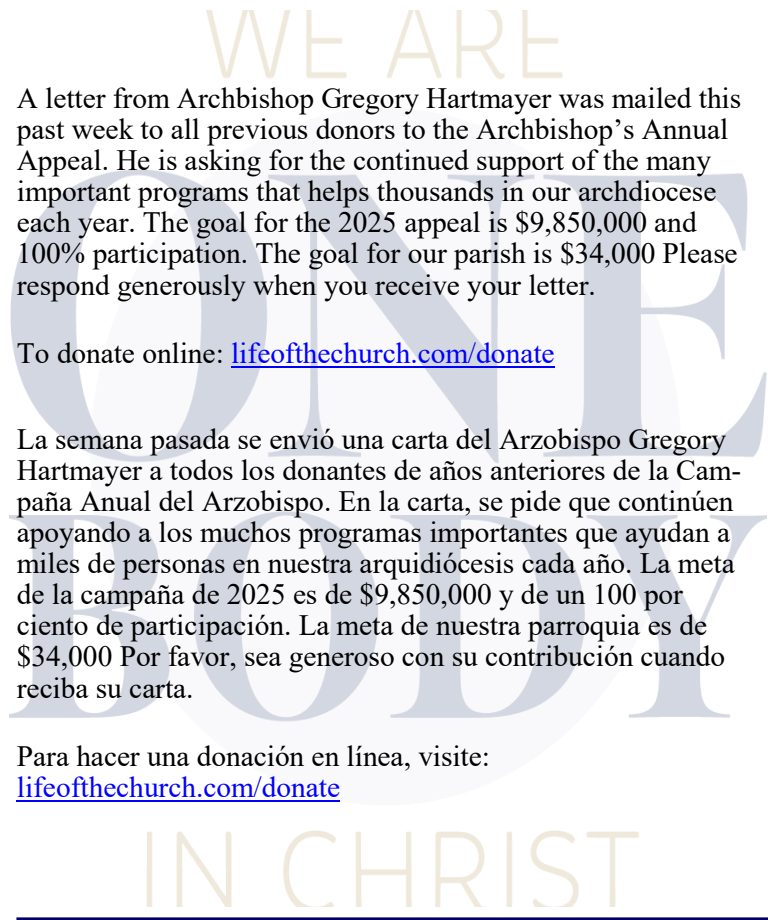 WE ARE
A letter from Archbishop Gregory Hartmayer was mailed this
past week to all previous donors to the Archbishop’s Annual
Appeal. He is asking for the continued support of the many
important programs that helps thousands in our archdiocese
each year. The goal for the 2025 appeal is $9,850,000 and
100% participation. The goal for our parish is $34,000 Please
respond generously when you receive your letter.
To donate online: lifeofthechurch.com/donate
ONE
La semana pasada se envió una carta del Arzobispo Gregory
Hartmayer a todos los donantes de años anteriores de la Cam-
paña Anual del Arzobispo. En la carta, se pide que continúen
apoyando a los muchos programas importantes que ayudan a
miles de personas en nuestra arquidiócesis cada año. La meta
de la campaña de 2025 es de $9,850,000 y de un 100 por
ciento de participación. La meta de nuestra parroquia es de
$34,000 Por favor, sea generoso con su contribución cuando
reciba su carta.
BODY
Para hacer una donación en línea, visite:
lifeofthechurch.com/donate
IN CHRIST